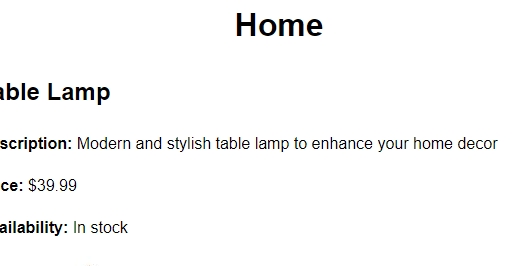 Home
able Lamp
scription: Modern and stylish table lamp to enhance your home decor
ce: $39.99
ailability: In stock